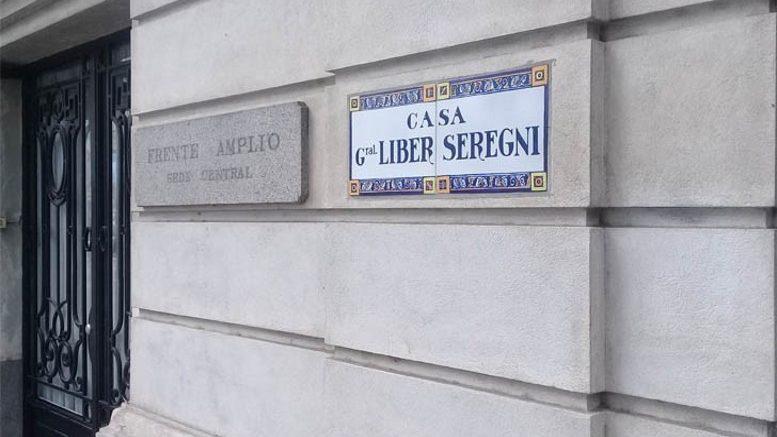 FRENTE AMPLIO
SEDE CENTRAL
CASA
Gral. LIBER SEREGNI